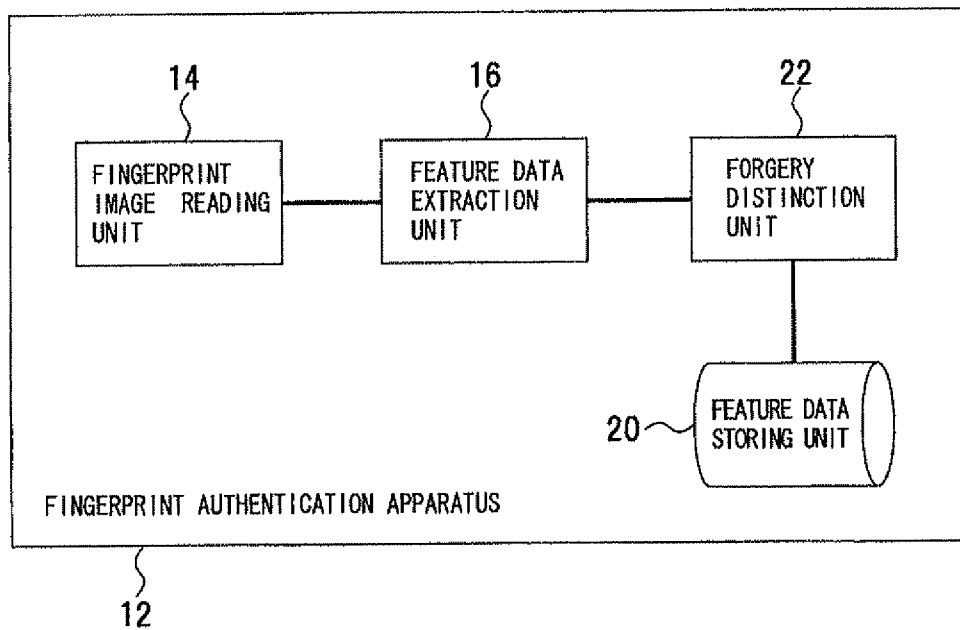 14
16
22
FINGERPRINT
IMAGE READING
UNIT
FEATURE DATA
EXTRACTION
UNIT
FORGERY
DISTINCTION
UNIT
20
FEATURE DATA
STORING UNIT
FINGERPRINT AUTHENTICATION APPARATUS
12